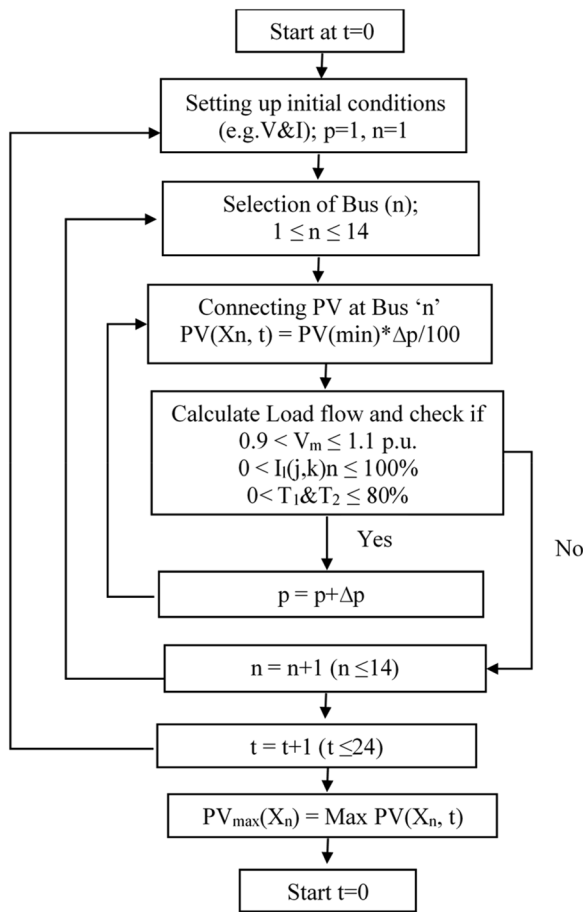 Start at t=0
Setting up initial conditions
(e.g.V&I); p=1, n=1
Selection of Bus (n);
1 ≤ n ≤ 14
Connecting PV at Bus ‘n’
PV(Xn, t) = PV(min)*Δp/100
Calculate Load flow and check if
0.9 < Vₘ ≤ 1.1 p.u.
0 < Iₗ(j,k)n ≤ 100%
0< T₁&T₂ ≤ 80%
Yes
No
p = p+Δp
n = n+1 (n ≤14)
t = t+1 (t ≤24)
PVₘₐₓ(Xₙ) = Max PV(Xₙ, t)
Start t=0